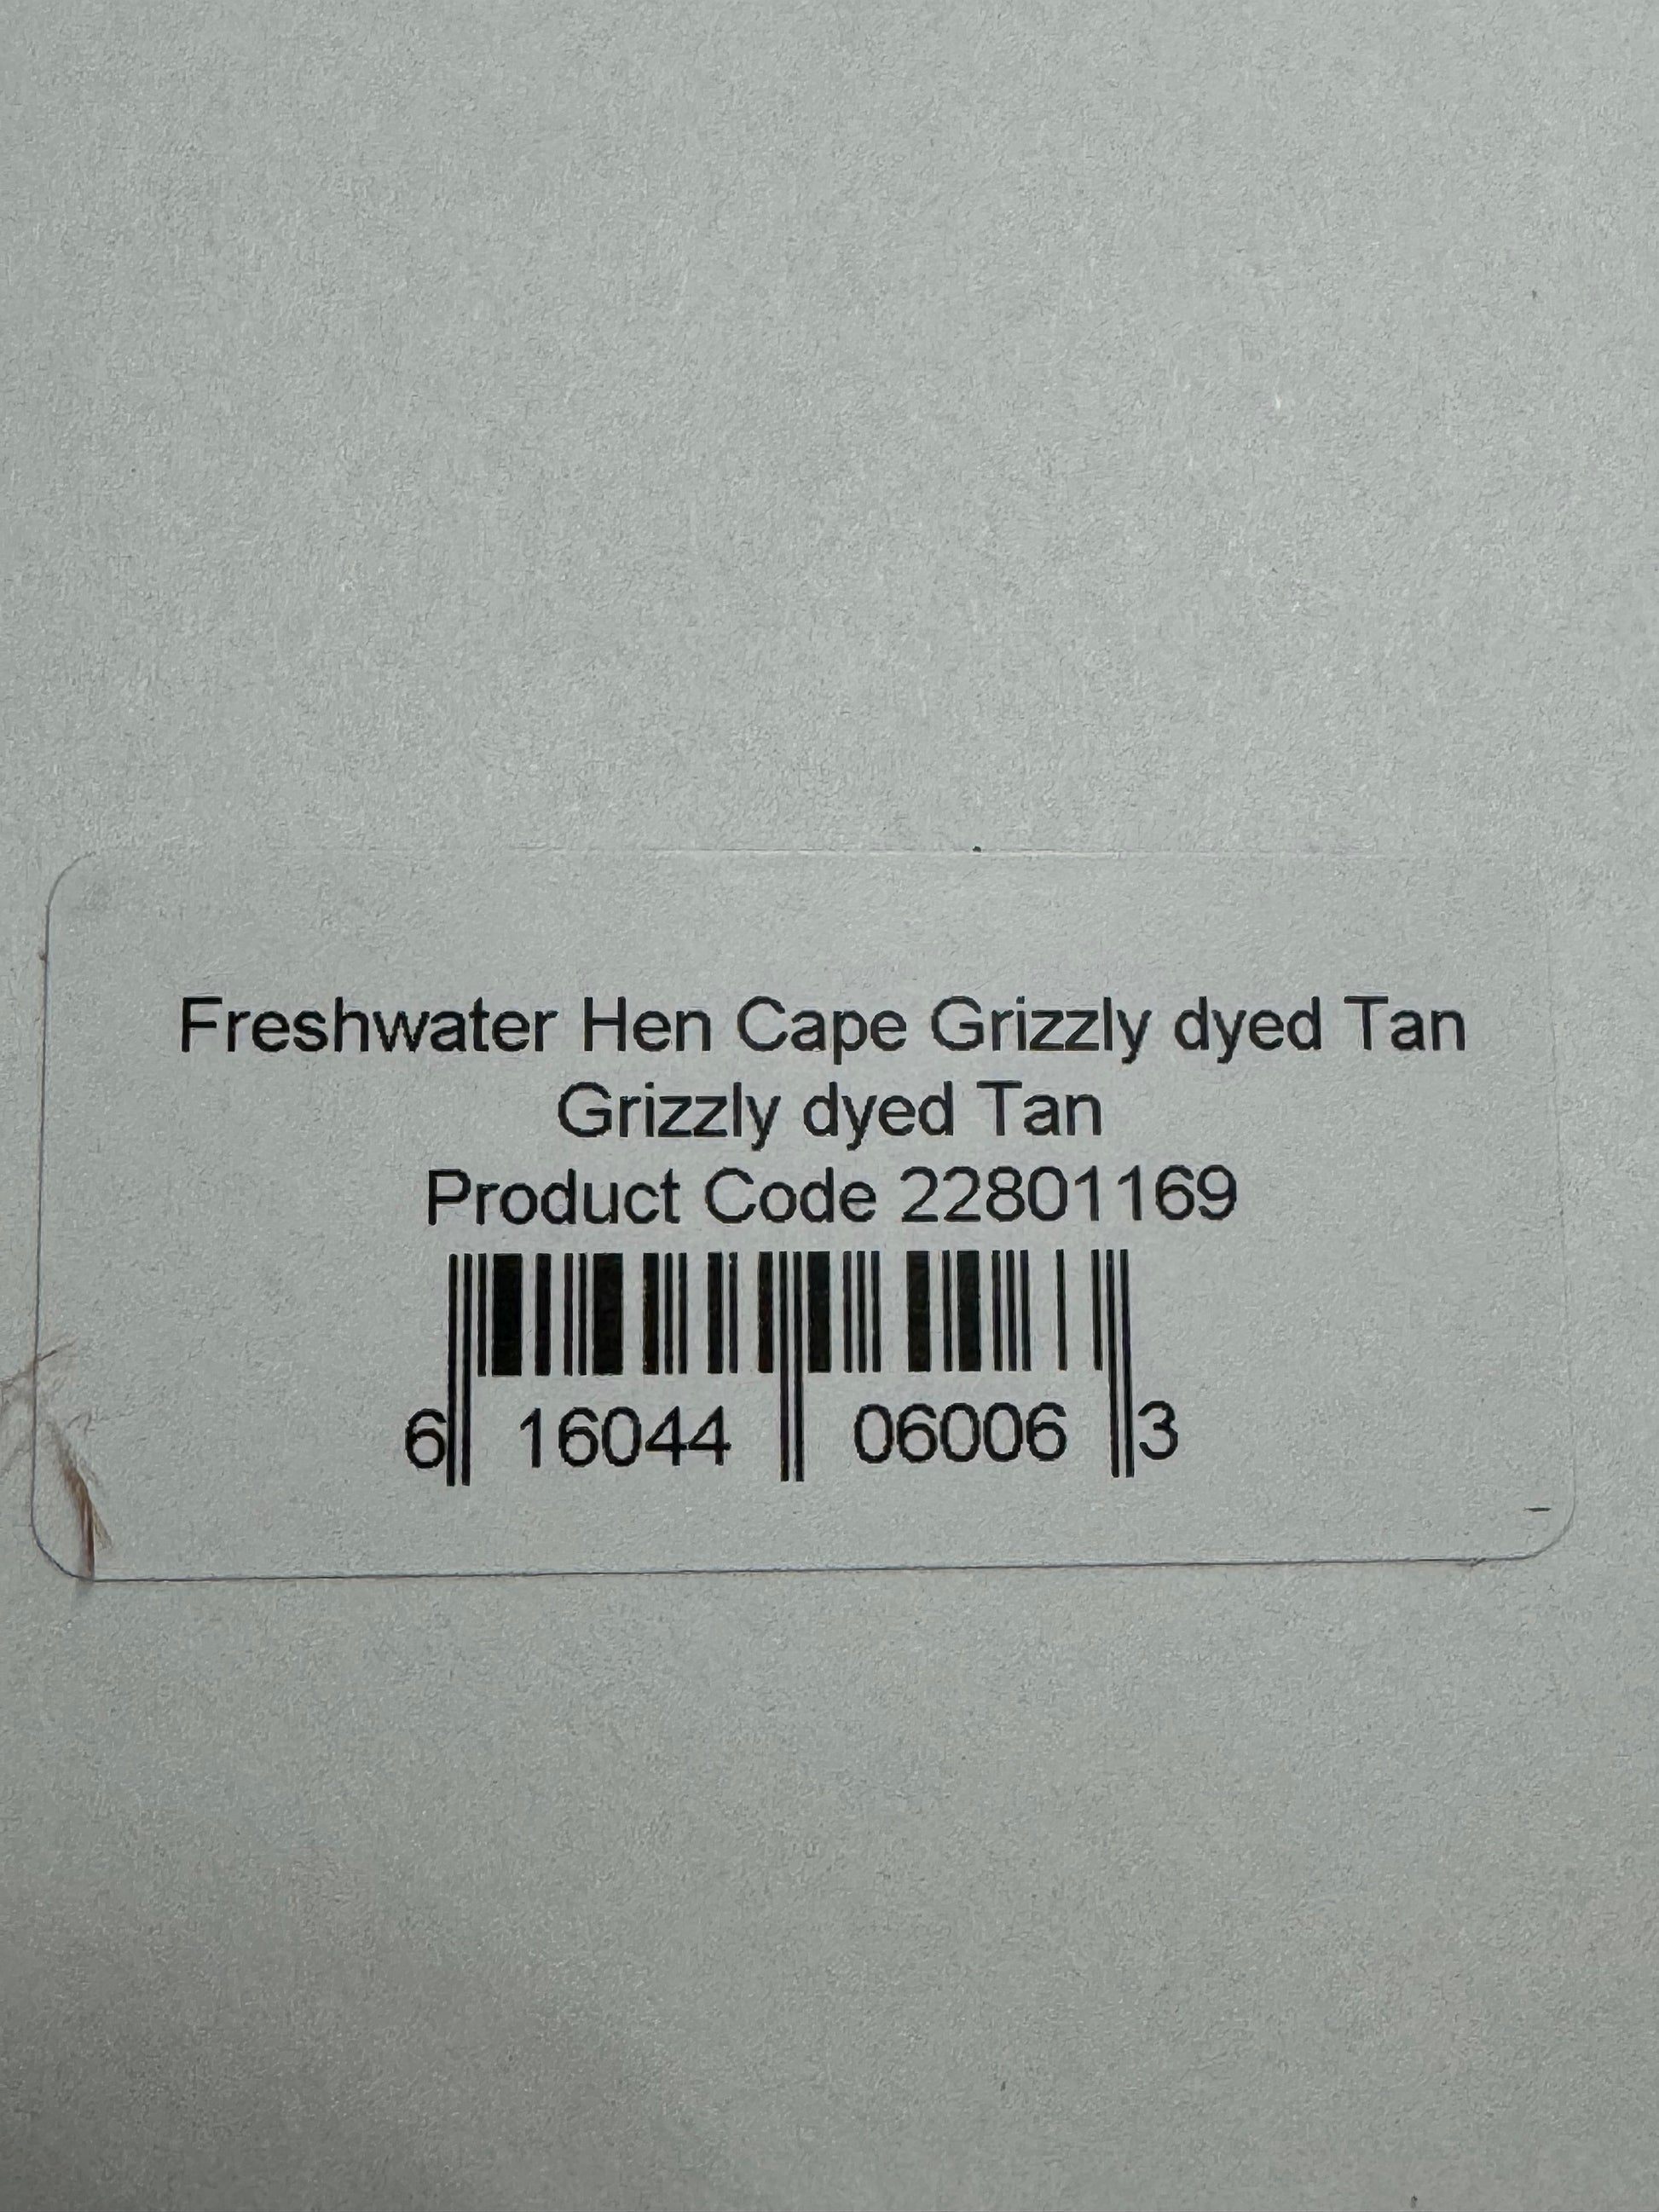 Freshwater Hen Cape Grizzly dyed Tan
Grizzly dyed Tan
Product Code 22801169
6 16044 06006 3